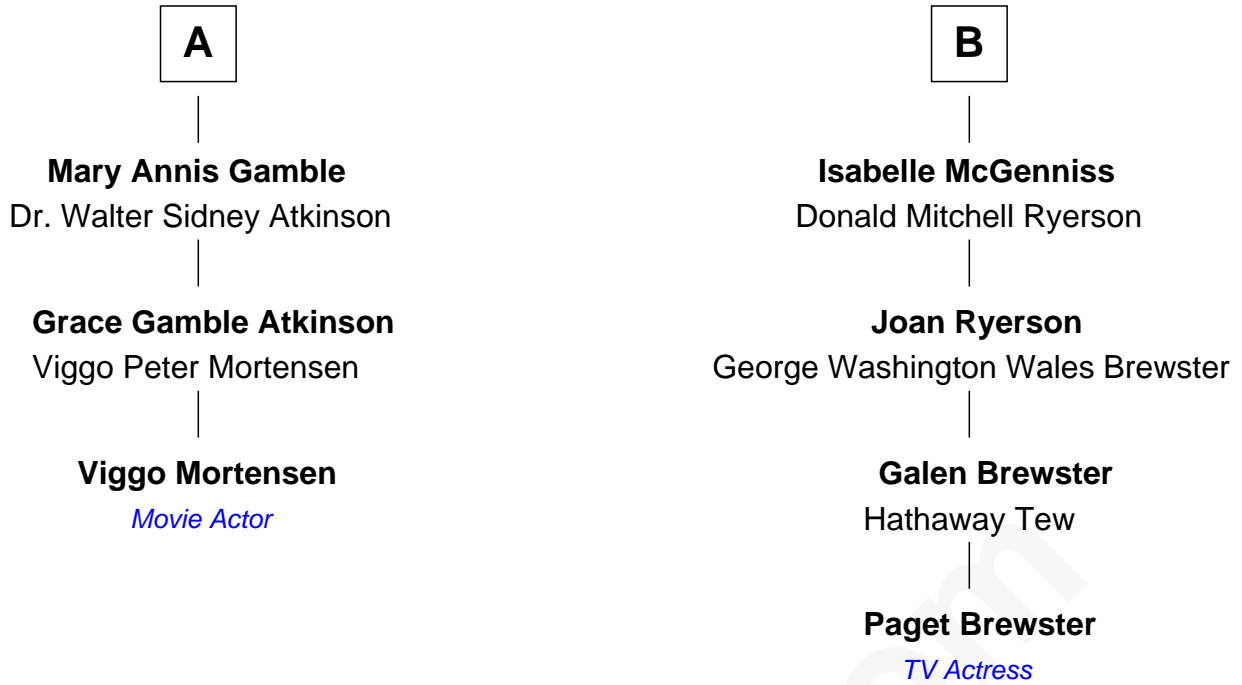 A
Mary Annis Gamble
Dr. Walter Sidney Atkinson
Grace Gamble Atkinson
Viggo Peter Mortensen
Viggo Mortensen
Movie Actor
B
Isabelle McGenniss
Donald Mitchell Ryerson
Joan Ryerson
George Washington Wales Brewster
Galen Brewster
Hathaway Tew
Paget Brewster
TV Actress
om